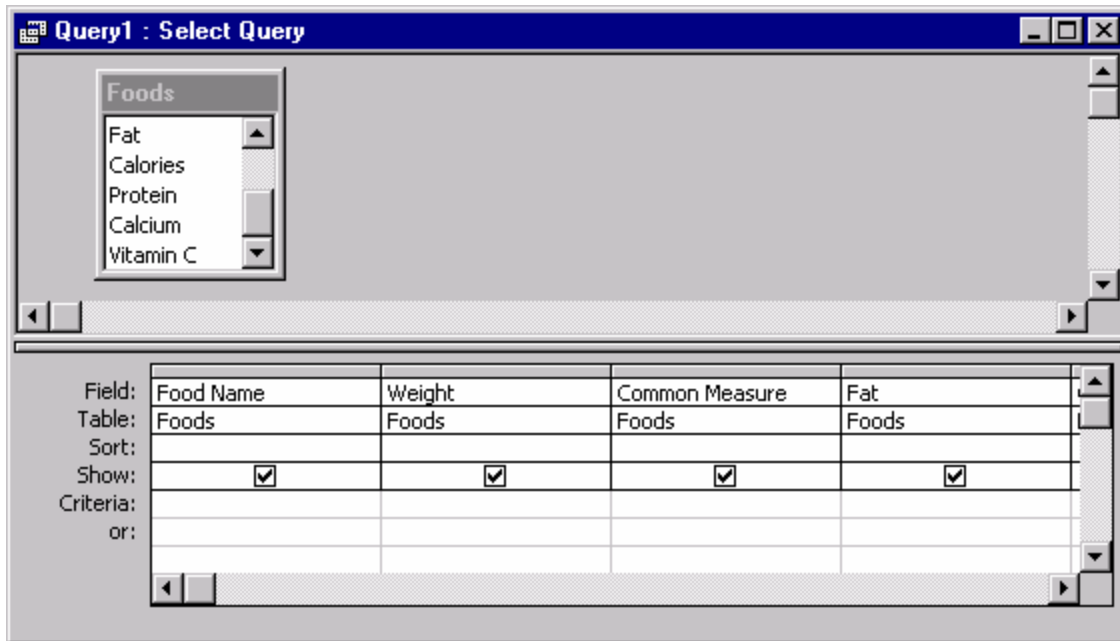 Query1 : Select Query
Foods
Fat
Calories
Protein
Calcium
Vitamin C
Field: Food Name Weight Common Measure Fat
Table: Foods Foods Foods Foods
Sort:
Show:
Criteria:
or: